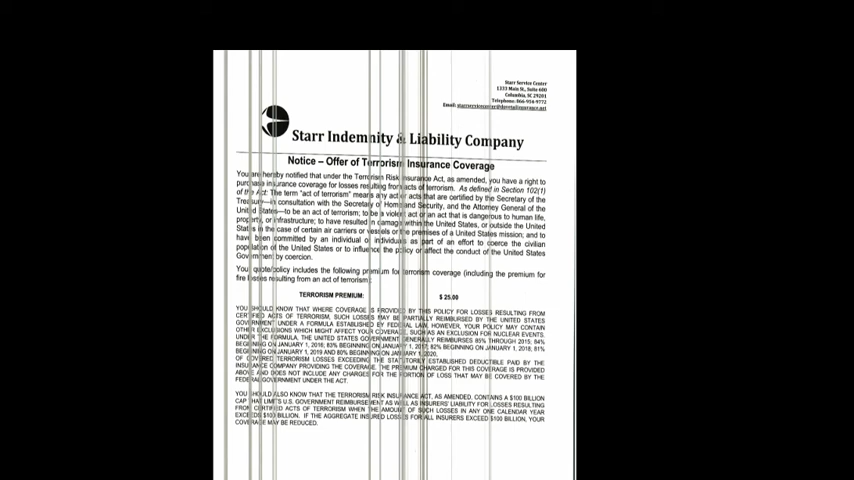 Starr Service Center
1333 Main St., Suite 600
Columbia, SC 29201
Telephone: 866-954-9772
Email:
Starr Indemnity & Liability Company
Notice – Offer of Terrorism Insurance Coverage
You are hereby notified that under the Terrorism Risk Insurance Act, as amended, you have a right to
purchase insurance coverage for losses resulting from acts of terrorism. As defined in Section 102(1)
of the Act: The term "act of terrorism" means any act or acts that are certified by the Secretary of the
Treasury—in consultation with the Secretary of Homeland Security, and the Attorney General of the
United States—to be an act of terrorism; to be a violent act or an act that is dangerous to human life,
property, or infrastructure; to have resulted in damage within the United States, or outside the United
States in the case of certain air carriers or vessels or the premises of a United States mission; and to
have been committed by an individual or individuals as part of an effort to coerce the civilian
population of the United States or to influence the policy or affect the conduct of the United States
Government by coercion.
Your quote/policy includes the following premium for terrorism coverage (including the premium for
fire losses resulting from an act of terrorism):
TERRORISM PREMIUM: $ 25.00
YOU SHOULD KNOW THAT WHERE COVERAGE IS PROVIDED BY THIS POLICY FOR LOSSES RESULTING FROM
CERTIFIED ACTS OF TERRORISM, SUCH LOSSES MAY BE PARTIALLY REIMBURSED BY THE UNITED STATES
GOVERNMENT UNDER A FORMULA ESTABLISHED BY FEDERAL LAW. HOWEVER, YOUR POLICY MAY CONTAIN
OTHER EXCLUSIONS WHICH MIGHT AFFECT YOUR COVERAGE, SUCH AS AN EXCLUSION FOR NUCLEAR EVENTS.
UNDER THE FORMULA, THE UNITED STATES GOVERNMENT GENERALLY REIMBURSES 85% THROUGH 2015; 84%
BEGINNING ON JANUARY 1, 2016; 83% BEGINNING ON JANUARY 1, 2017; 82% BEGINNING ON JANUARY 1, 2018; 81%
BEGINNING ON JANUARY 1, 2019 AND 80% BEGINNING ON JANUARY 1, 2020,
OF COVERED TERRORISM LOSSES EXCEEDING THE STATUTORILY ESTABLISHED DEDUCTIBLE PAID BY THE
INSURANCE COMPANY PROVIDING THE COVERAGE. THE PREMIUM CHARGED FOR THIS COVERAGE IS PROVIDED
ABOVE AND DOES NOT INCLUDE ANY CHARGES FOR THE PORTION OF LOSS THAT MAY BE COVERED BY THE
FEDERAL GOVERNMENT UNDER THE ACT.
YOU SHOULD ALSO KNOW THAT THE TERRORISM RISK INSURANCE ACT, AS AMENDED, CONTAINS A $100 BILLION
CAP THAT LIMITS U.S. GOVERNMENT REIMBURSEMENT AS WELL AS INSURERS' LIABILITY FOR LOSSES RESULTING
FROM CERTIFIED ACTS OF TERRORISM WHEN THE AMOUNT OF SUCH LOSSES IN ANY ONE CALENDAR YEAR
EXCEEDS $100 BILLION. IF THE AGGREGATE INSURED LOSSES FOR ALL INSURERS EXCEED $100 BILLION, YOUR
COVERAGE MAY BE REDUCED.